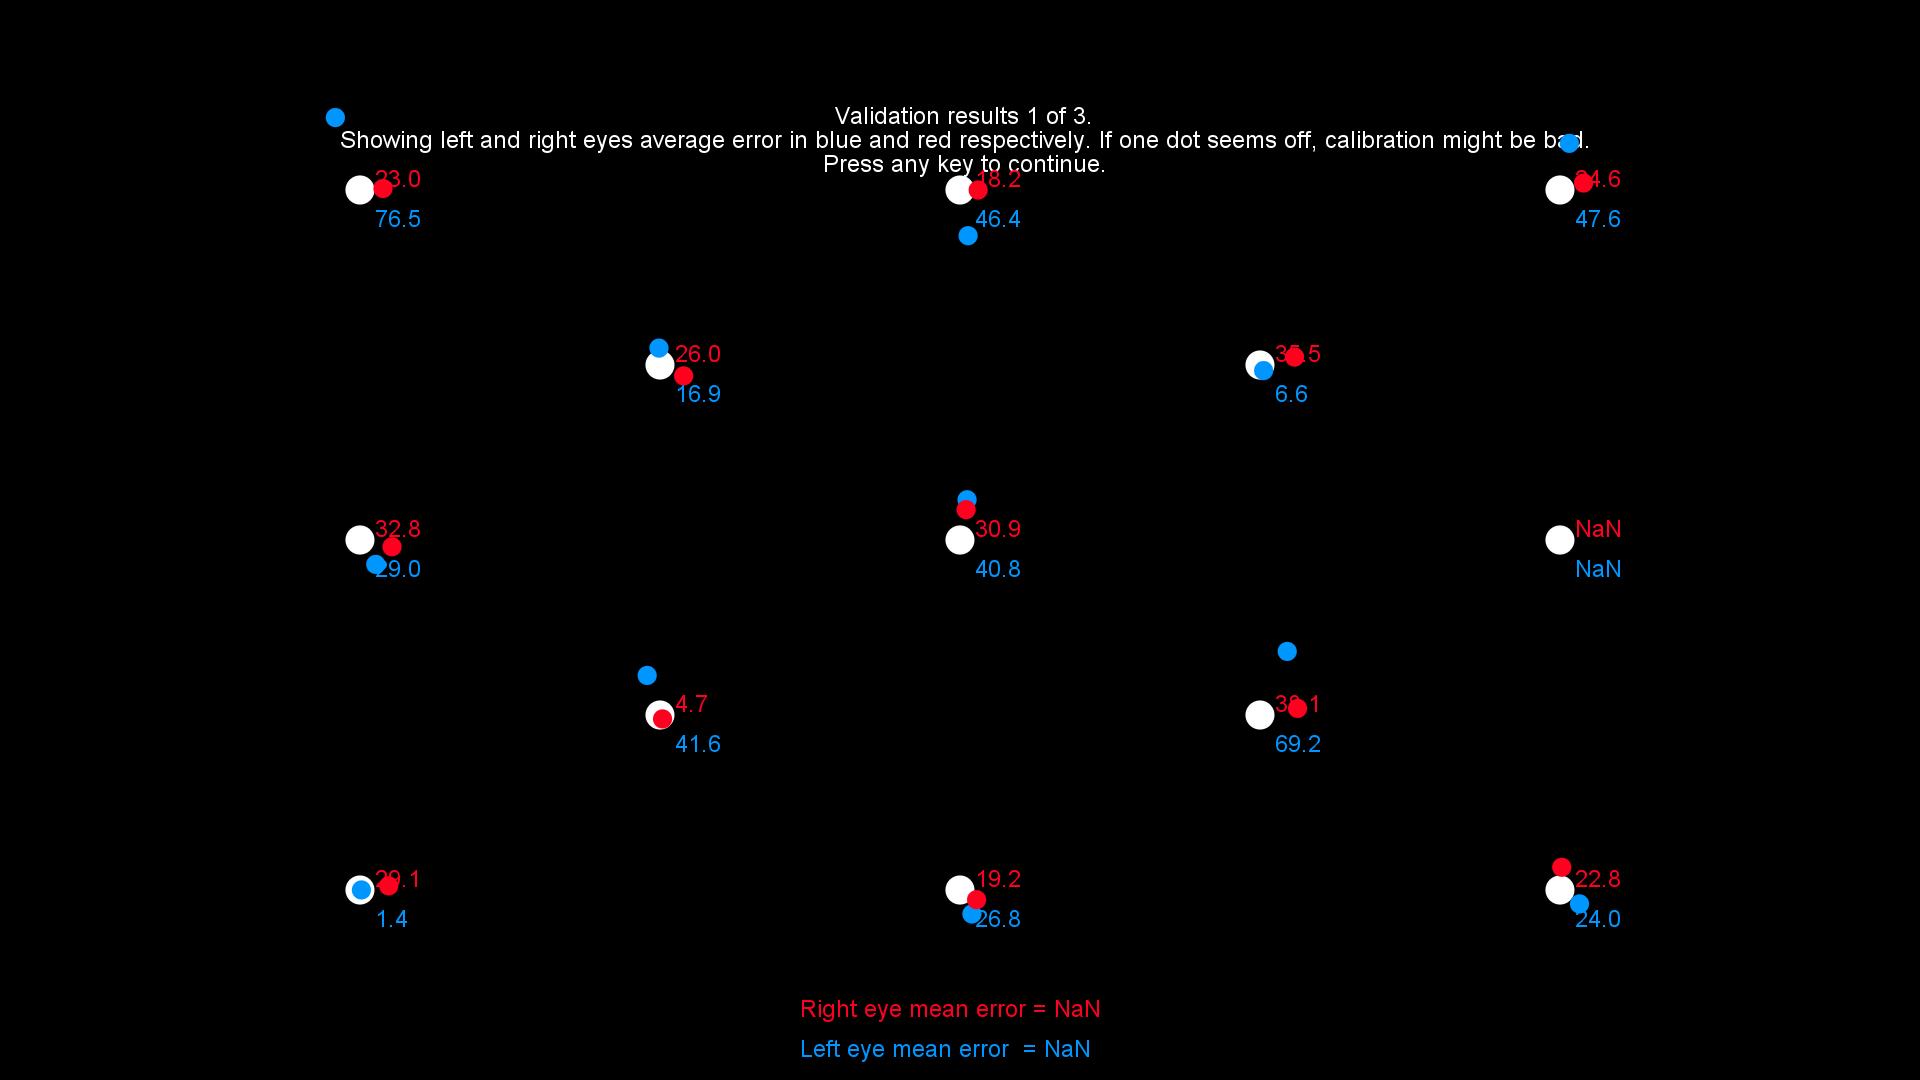 Validation results 1 of 3.
Showing left and right eyes average error in blue and red respectively. If one dot seems off, calibration might be bad.
Press any key to continue.
23.0 18.2 24.6
76.5 46.4 47.6
26.0 35.5
16.9 6.6
32.8 30.9 NaN
29.0 40.8 NaN
4.7 38.1
41.6 69.2
29.1 19.2 22.8
1.4 26.8 24.0
Right eye mean error = NaN
Left eye mean error = NaN